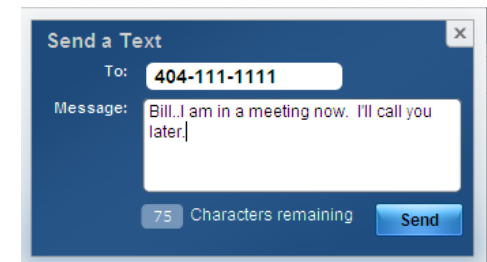 Send a Text
To: 404-111-1111
Message: Bill..I am in a meeting now.  I'll call you
later.
75 Characters remaining Send